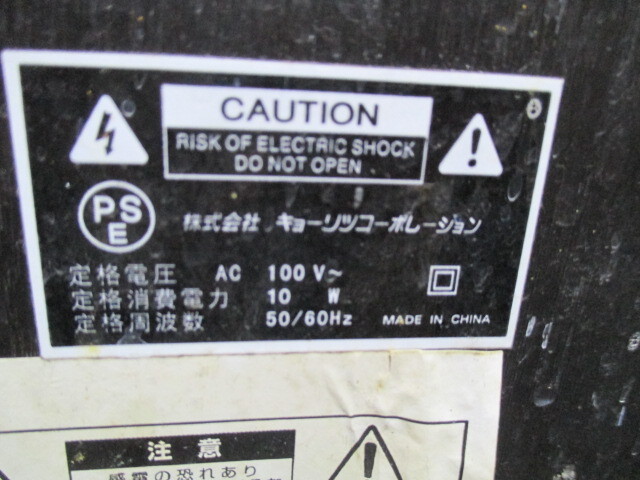 CAUTION
RISK OF ELECTRIC SHOCK
DO NOT OPEN
PSE
株式会社 キョーリツコーポレーション
定格電圧 AC 100 V~
定格消費電力 10 W
定格周波数 50/60Hz
MADE IN CHINA
注意
感電の恐れあり